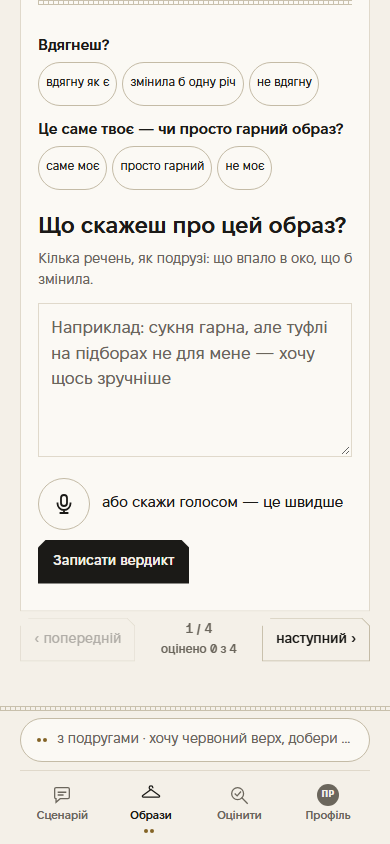 Вдягнеш?
вдягну як є
змінила б одну річ
не вдягну
Це саме твоє — чи просто гарний образ?
саме моє
просто гарний
не моє
Що скажеш про цей образ?
Кілька речень, як подрузі: що впало в око, що б
змінила.
Наприклад: сукня гарна, але туфлі
на підборах не для мене — хочу
щось зручніше
або скажи голосом — це швидше
Записати вердикт
‹ попередній
1 / 4
оцінено 0 з 4
наступний ›
з подругами · хочу червоний верх, добери ...
Сценарій
Образи
Оцінити
ПР
Профіль